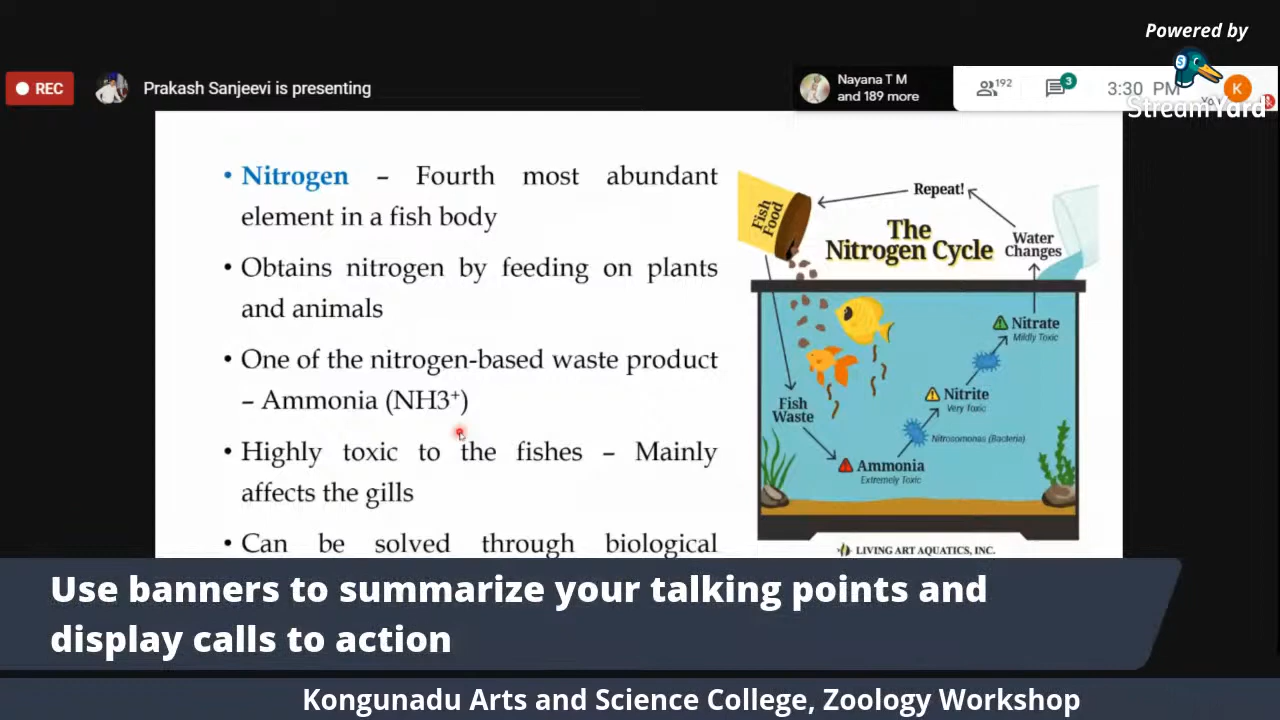 Powered by
StreamYard
REC
Prakash Sanjeevi is presenting
Nayana T M
and 189 more
192
3
3:30 PM
K
• Nitrogen – Fourth most abundant
element in a fish body
• Obtains nitrogen by feeding on plants
and animals
• One of the nitrogen-based waste product
– Ammonia (NH3⁺)
• Highly toxic to the fishes – Mainly
affects the gills
• Can be solved through biological
Fish
Food
Repeat!
The
Nitrogen Cycle
Water
Changes
Nitrate
Mildly Toxic
Nitrite
Very Toxic
Nitrosomonas (Bacteria)
Fish
Waste
Ammonia
Extremely Toxic
LIVING ART AQUATICS, INC.
Use banners to summarize your talking points and
display calls to action
Kongunadu Arts and Science College, Zoology Workshop